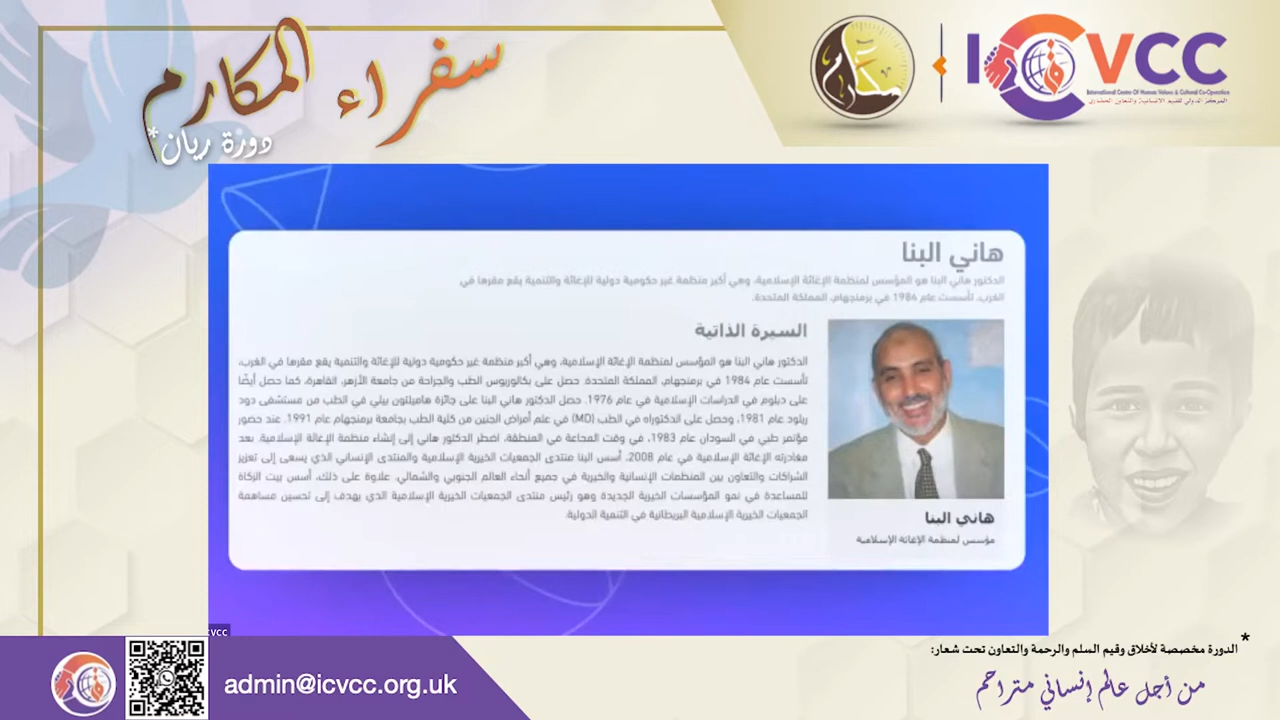 سفراء المكارم
دورة ريان*
مكارم
ICVCC
International Centre Of Human Values & Cultural Co-Operation
المركز الدولي للقيم الانسانية والتعاون الحضاري
هاني البنا
الدكتور هاني البنا هو المؤسس لمنظمة الإغاثة الإسلامية، وهي أكبر منظمة غير حكومية دولية للإغاثة والتنمية يقع مقرها في
الغرب، تأسست عام 1984 في برمنجهام، المملكة المتحدة.
السيرة الذاتية
الدكتور هاني البنا هو المؤسس لمنظمة الإغاثة الإسلامية، وهي أكبر منظمة غير حكومية دولية للإغاثة والتنمية يقع مقرها في الغرب،
تأسست عام 1984 في برمنجهام، المملكة المتحدة. حصل على بكالوريوس الطب والجراحة من جامعة الأزهر، القاهرة، كما حصل أيضًا
على دبلوم في الدراسات الإسلامية في عام 1976. حصل الدكتور هاني البنا على جائزة هاميلتون بيلي في الطب من مستشفى دود
ريلود عام 1981، وحصل على الدكتوراه في الطب (MD) في علم أمراض الجنين من كلية الطب بجامعة برمنجهام عام 1991. عند حضور
مؤتمر طبي في السودان عام 1983، في وقت المجاعة في المنطقة، اضطر الدكتور هاني إلى إنشاء منظمة الإغاثة الإسلامية. بعد
مغادرته الإغاثة الإسلامية في عام 2008، أسس البنا منتدى الجمعيات الخيرية الإسلامية والمنتدى الإنساني الذي يسعى إلى تعزيز
الشراكات والتعاون بين المنظمات الإنسانية والخيرية في جميع أنحاء العالم الجنوبي والشمالي. علاوة على ذلك، أسس بيت الزكاة
للمساعدة في نمو المؤسسات الخيرية الجديدة وهو رئيس منتدى الجمعيات الخيرية الإسلامية الذي يهدف إلى تحسين مساهمة
الجمعيات الخيرية الإسلامية البريطانية في التنمية الدولية.
هاني البنا
مؤسس لمنظمة الإغاثة الإسلامية
VCC
admin@icvcc.org.uk
* الدورة مخصصة لأخلاق وقيم السلم والرحمة والتعاون تحت شعار:
من أجل عالم إنساني متراحم